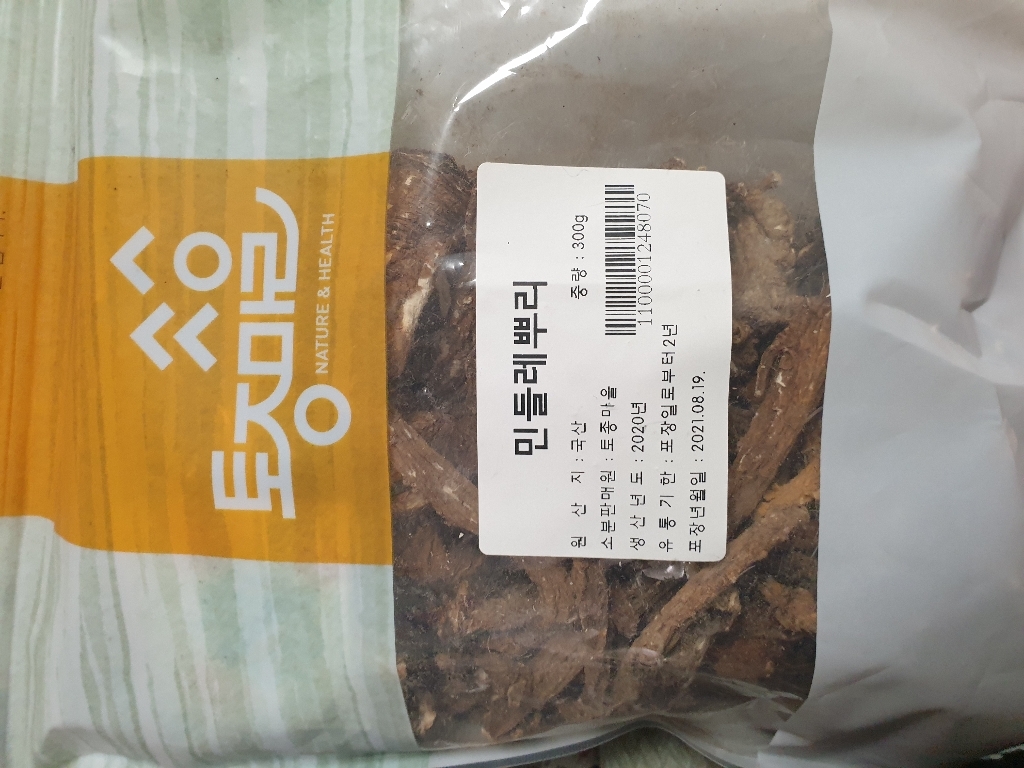 토종마을
NATURE & HEALTH
민들레뿌리
중량 : 300g
원 산 지 : 국산
소분판매원 : 토종마을
생 산 년 도 : 2020년
유 통 기 한 : 포장일로부터 2년
포장년월일 : 2021.08.19.
1100001248070